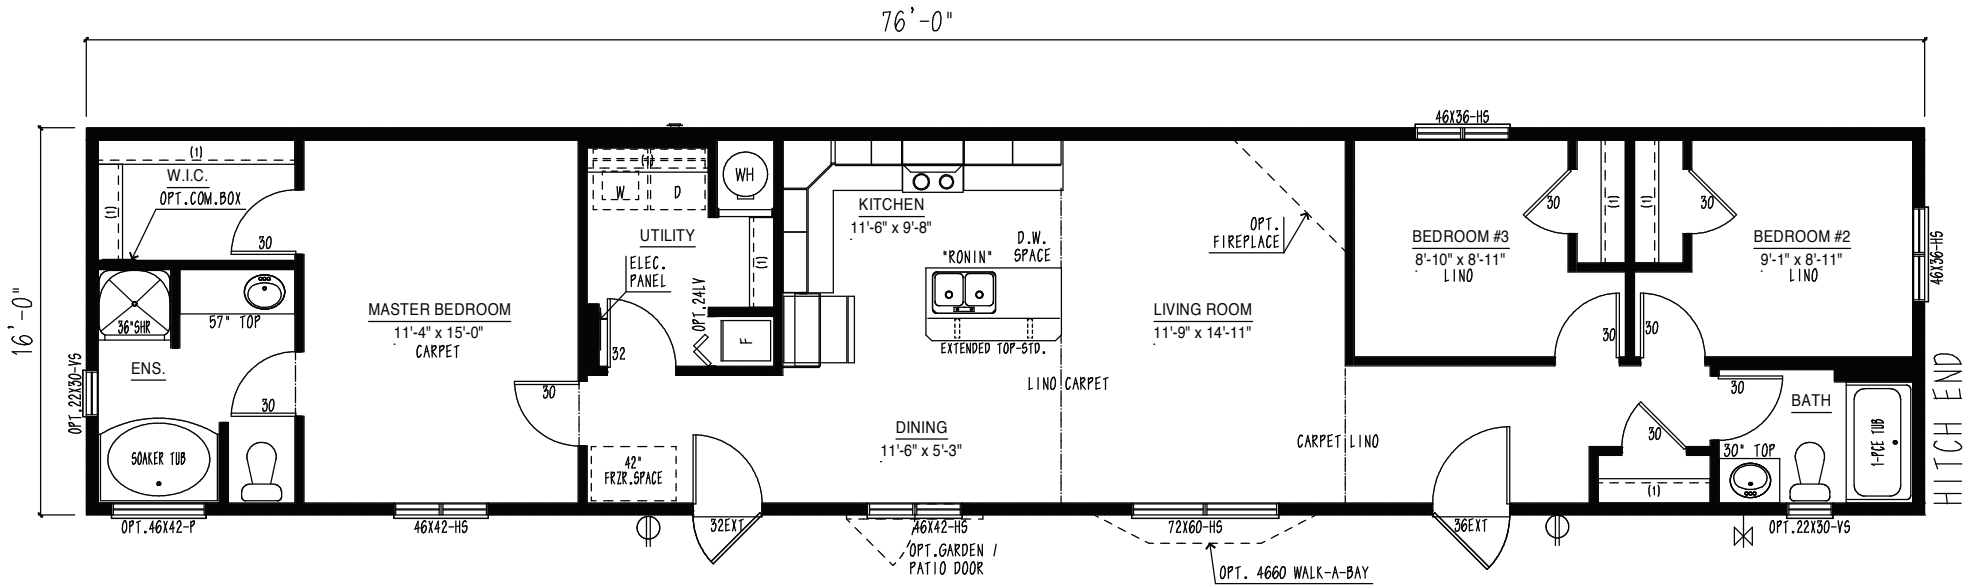 76'-0"
16'-0"
46X36-HS
(1)
W.I.C.
OPT.COM.BOX
(1)
30
(1)
W
D
WH
UTILITY
ELEC.
PANEL
(1)
OPT.24LV
F
32
KITCHEN
11'-6" x 9'-8"
"RONIN"
D.W.
SPACE
EXTENDED TOP-STD.
OPT.
FIREPLACE
LIVING ROOM
11'-9" x 14'-11"
BEDROOM #3
8'-10" x 8'-11"
LINO
30
(1)
(1)
30
BEDROOM #2
9'-1" x 8'-11"
LINO
46X36-HS
30
30
36"SHR
57" TOP
MASTER BEDROOM
11'-4" x 15'-0"
CARPET
ENS.
30
OPT.22X30-VS
30
LINO
CARPET
DINING
11'-6" x 5'-3"
CARPET
LINO
30
BATH
30
30" TOP
1-PCE TUB
HITCH END
SOAKER TUB
42"
FRZR.SPACE
(1)
OPT.46X42-P
46X42-HS
32EXT
46X42-HS
OPT.GARDEN /
PATIO DOOR
72X60-HS
OPT. 4660 WALK-A-BAY
36EXT
OPT.22X30-VS